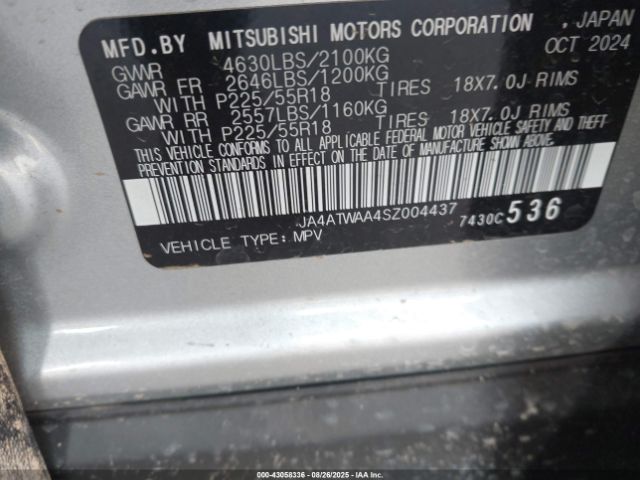 MFD.BY MITSUBISHI MOTORS CORPORATION , JAPAN
OCT 2024
GVWR 4630LBS/2100KG
GAWR FR 2646LBS/1200KG
WITH P225/55R18 TIRES 18X7.0J RIMS
GAWR RR 2557LBS/1160KG
WITH P225/55R18 TIRES 18X7.0J RIMS
THIS VEHICLE CONFORMS TO ALL APPLICABLE FEDERAL MOTOR VEHICLE SAFETY AND THEFT
PREVENTION STANDARDS IN EFFECT ON THE DATE OF MANUFACTURE SHOWN ABOVE.
JA4ATWAA4SZ004437 7430C 536
VEHICLE TYPE: MPV
© 2025 - 43058336 - 08/26/2025 - IAA Holdings, LLC